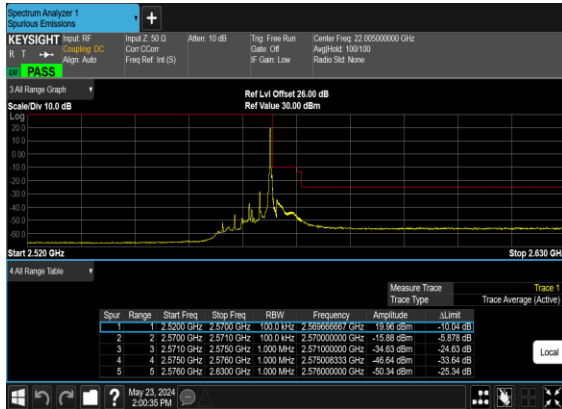 Spectrum Analyzer 1
Spurious Emissions
KEYSIGHT Input: RF Input Z: 50 Ω Atten: 10 dB Trig: Free Run Center Freq: 22.005000000 GHz
R T Coupling: DC Corr CCorr Gate: Off Avg|Hold: 100/100
Align: Auto Freq Ref: Int (S) IF Gain: Low Radio Std: None
PASS
3 All Range Graph
Ref Lvl Offset 26.00 dB
Scale/Div 10.0 dB Ref Value 30.00 dBm
Log
20.0
10.0
0.00
-10.0
-20.0
-30.0
-40.0
-50.0
-60.0
Start 2.520 GHz Stop 2.630 GHz
4 All Range Table
Measure Trace Trace 1
Trace Type Trace Average (Active)
Spur Range Start Freq Stop Freq RBW Frequency Amplitude ΔLimit
1 1 2.5200 GHz 2.5700 GHz 100.0 kHz 2.569666667 GHz 19.96 dBm -10.04 dB
2 2 2.5700 GHz 2.5710 GHz 100.0 kHz 2.570000000 GHz -15.88 dBm -5.878 dB
3 3 2.5710 GHz 2.5750 GHz 1.000 MHz 2.571000000 GHz -34.63 dBm -24.63 dB
4 4 2.5750 GHz 2.5760 GHz 1.000 MHz 2.575008333 GHz -46.64 dBm -33.64 dB
5 5 2.5760 GHz 2.6300 GHz 1.000 MHz 2.576000000 GHz -50.34 dBm -25.34 dB
Local
May 23, 2024
2:00:35 PM